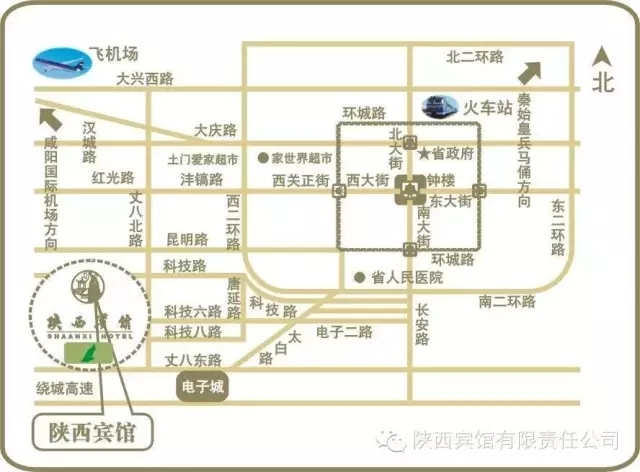 飞机场
北二环路
北
大兴西路
火车站
秦始皇兵马俑方向
环城路
汉城路
大庆路
北大街
★省政府
咸阳国际机场方向
土门爱家超市
家世界超市
红光路
沣镐路
西关正街
西大街
钟楼
东大街
丈八北路
西二环路
南大街
东二环路
昆明路
环城路
科技路
省人民医院
唐延路
科技路
南二环路
科技六路
长安路
陕西宾馆
SHAANXI HOTEL
科技八路
太白路
电子二路
丈八东路
绕城高速
电子城
陕西宾馆
陕西宾馆有限责任公司